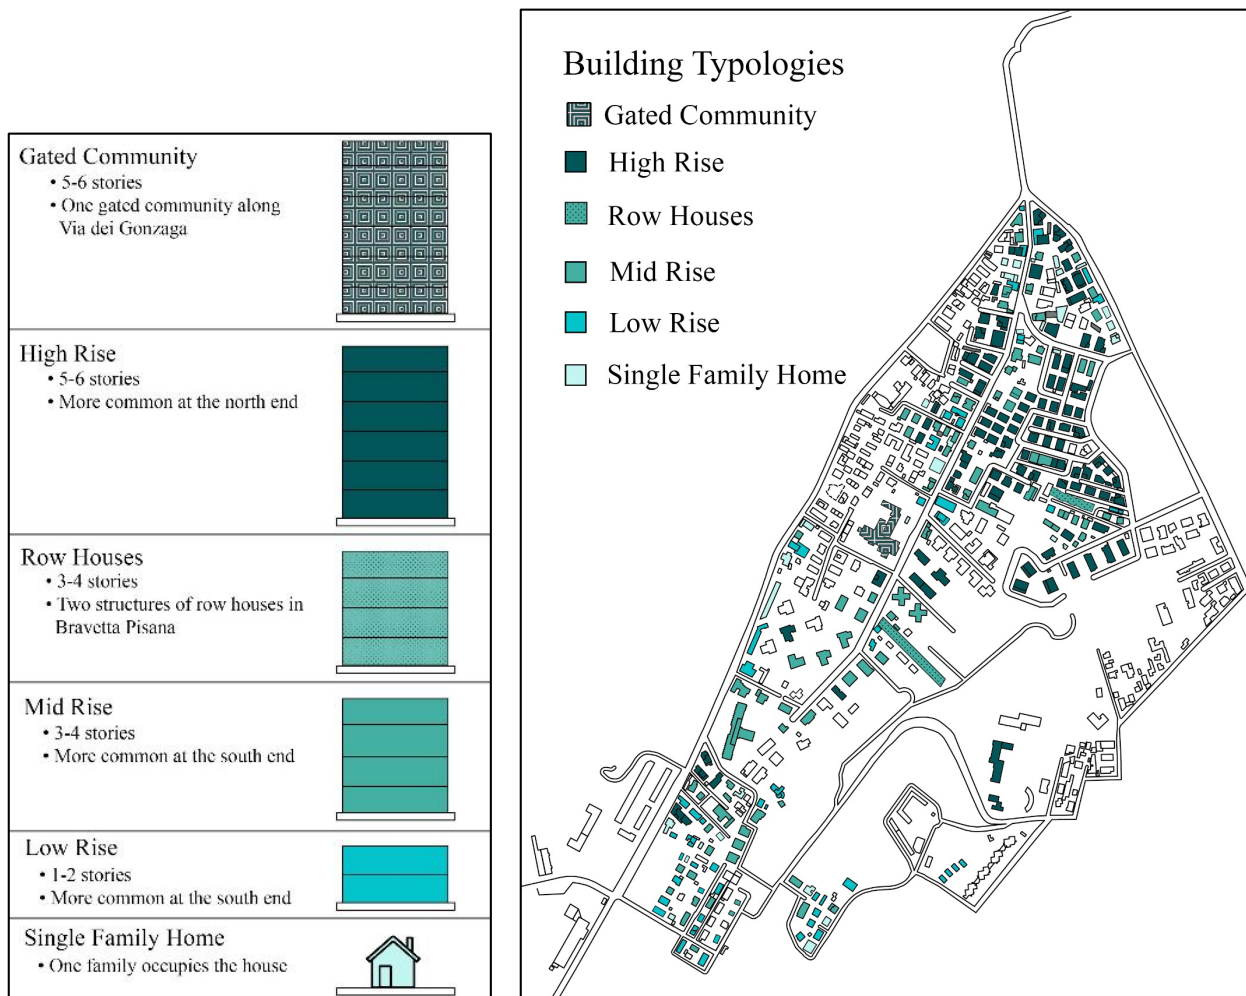 Gated Community
• 5-6 stories
• One gated community along
Via dei Gonzaga
High Rise
• 5-6 stories
• More common at the north end
Row Houses
• 3-4 stories
• Two structures of row houses in
Bravetta Pisana
Mid Rise
• 3-4 stories
• More common at the south end
Low Rise
• 1-2 stories
• More common at the south end
Single Family Home
• One family occupies the house
Building Typologies
Gated Community
High Rise
Row Houses
Mid Rise
Low Rise
Single Family Home